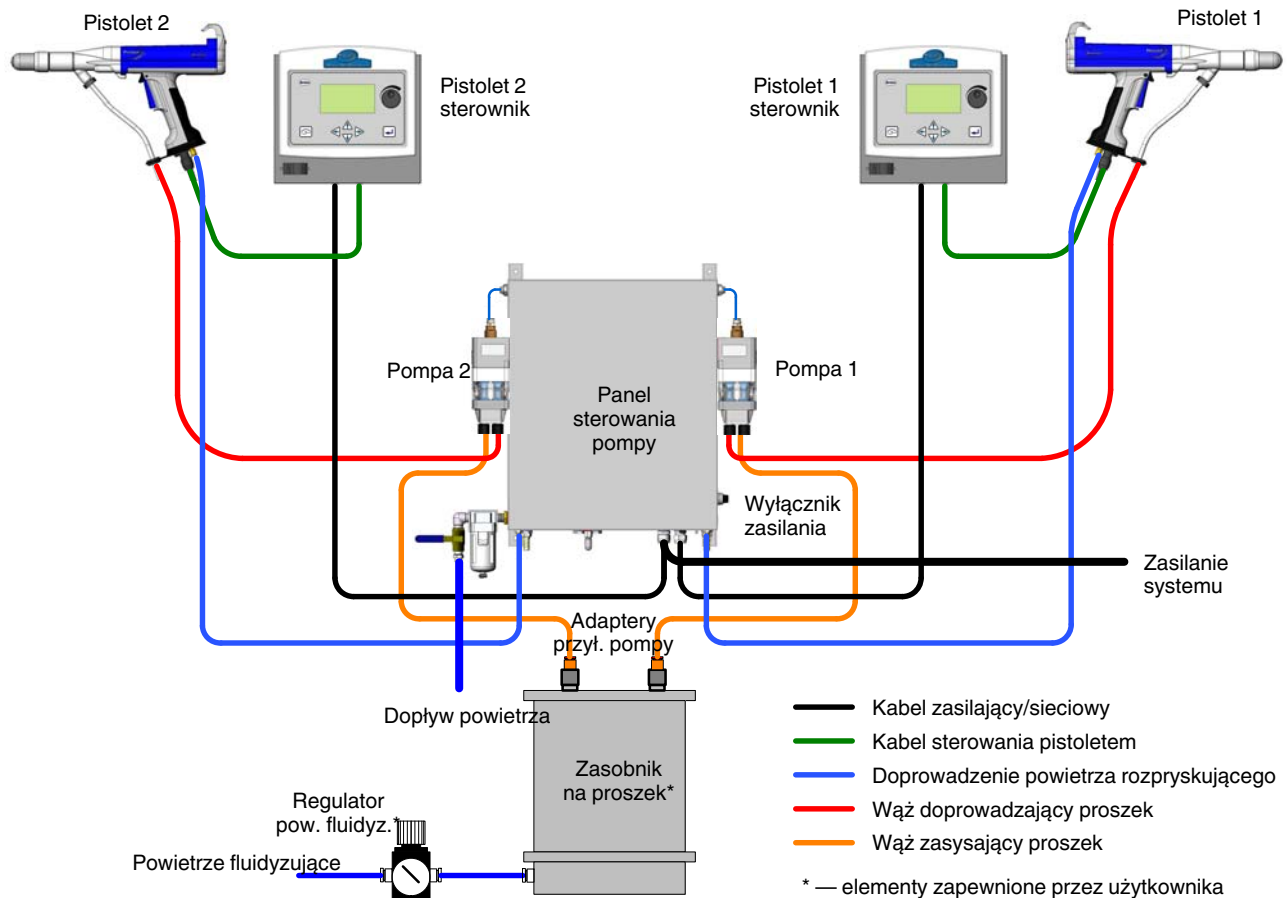 Pistolet 2
Pistolet 1
Pistolet 2
sterownik
Pistolet 1
sterownik
Pompa 2
Pompa 1
Panel
sterowania
pompy
Wyłącznik
zasilania
Zasilanie
systemu
Adaptery
przył. pompy
Dopływ powietrza
Zasobnik
na proszek*
Regulator
pow. fluidyz.*
Powietrze fluidyzujące
Kabel zasilający/sieciowy
Kabel sterowania pistoletem
Doprowadzenie powietrza rozpryskującego
Wąż doprowadzający proszek
Wąż zasysający proszek
* — elementy zapewnione przez użytkownika